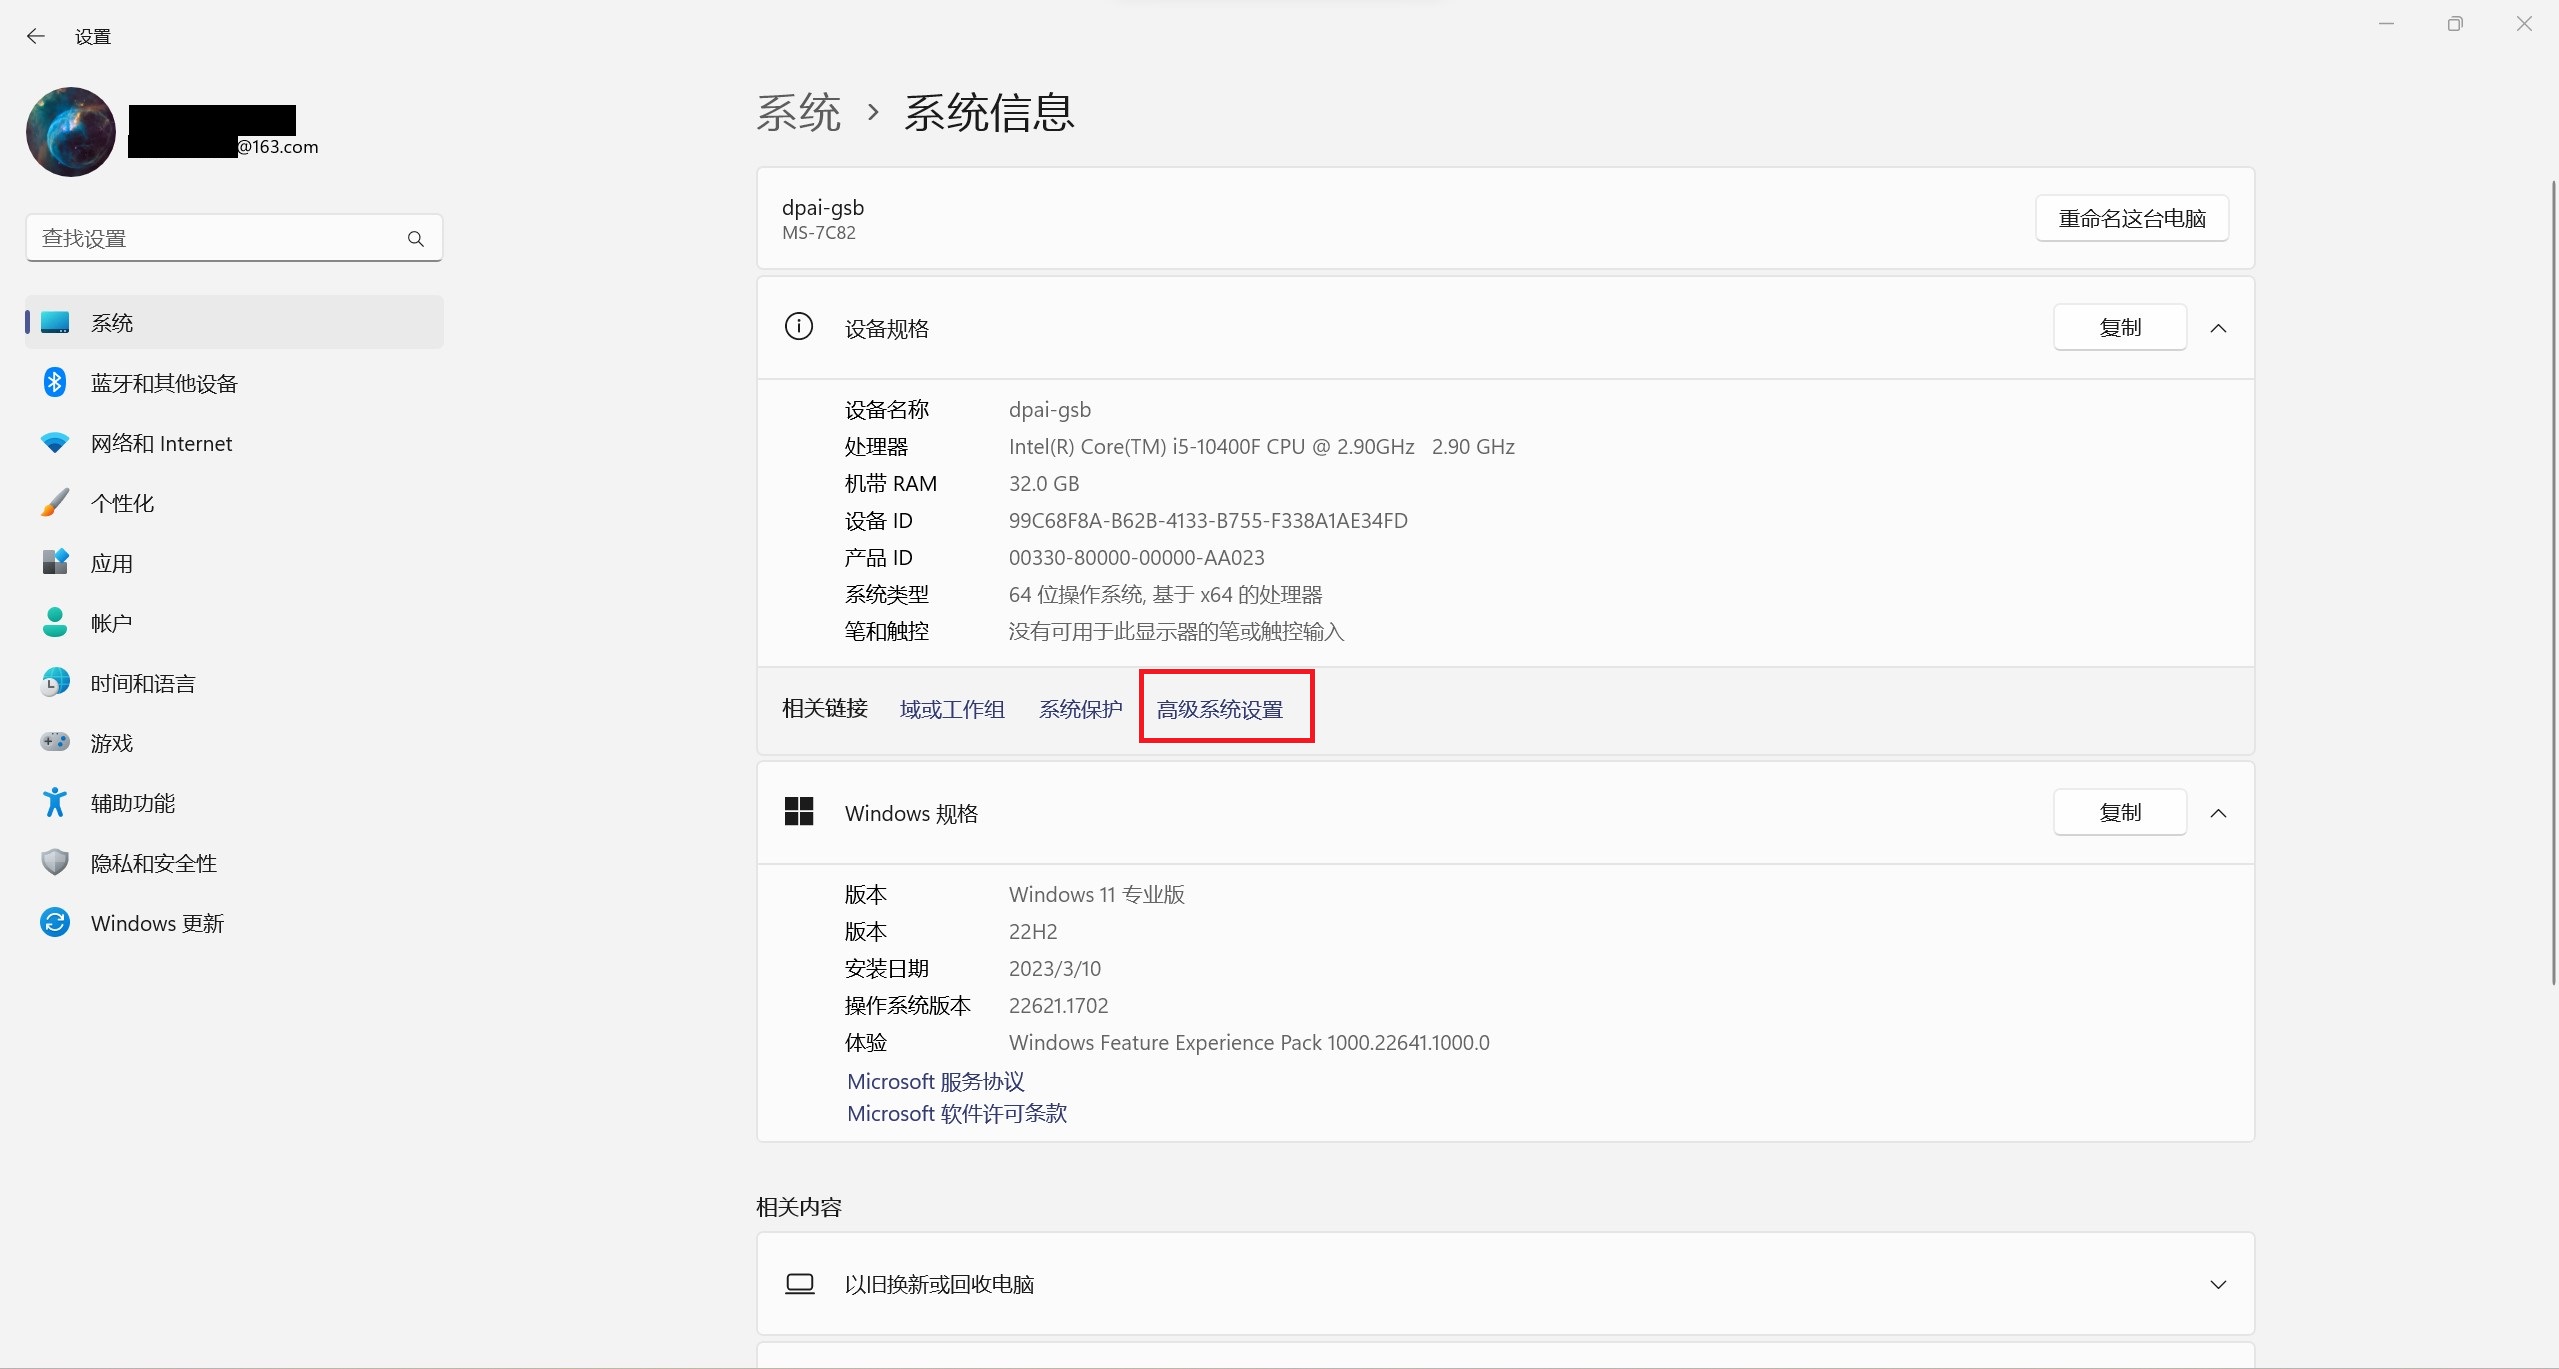 设置
@163.com
查找设置
系统
蓝牙和其他设备
网络和 Internet
个性化
应用
帐户
时间和语言
游戏
辅助功能
隐私和安全性
Windows 更新
系统 › 系统信息
dpai-gsb
MS-7C82
重命名这台电脑
设备规格
复制
设备名称 dpai-gsb
处理器 Intel(R) Core(TM) i5-10400F CPU @ 2.90GHz 2.90 GHz
机带 RAM 32.0 GB
设备 ID 99C68F8A-B62B-4133-B755-F338A1AE34FD
产品 ID 00330-80000-00000-AA023
系统类型 64 位操作系统, 基于 x64 的处理器
笔和触控 没有可用于此显示器的笔或触控输入
相关链接 域或工作组 系统保护 高级系统设置
Windows 规格
复制
版本 Windows 11 专业版
版本 22H2
安装日期 2023/3/10
操作系统版本 22621.1702
体验 Windows Feature Experience Pack 1000.22641.1000.0
Microsoft 服务协议
Microsoft 软件许可条款
相关内容
以旧换新或回收电脑